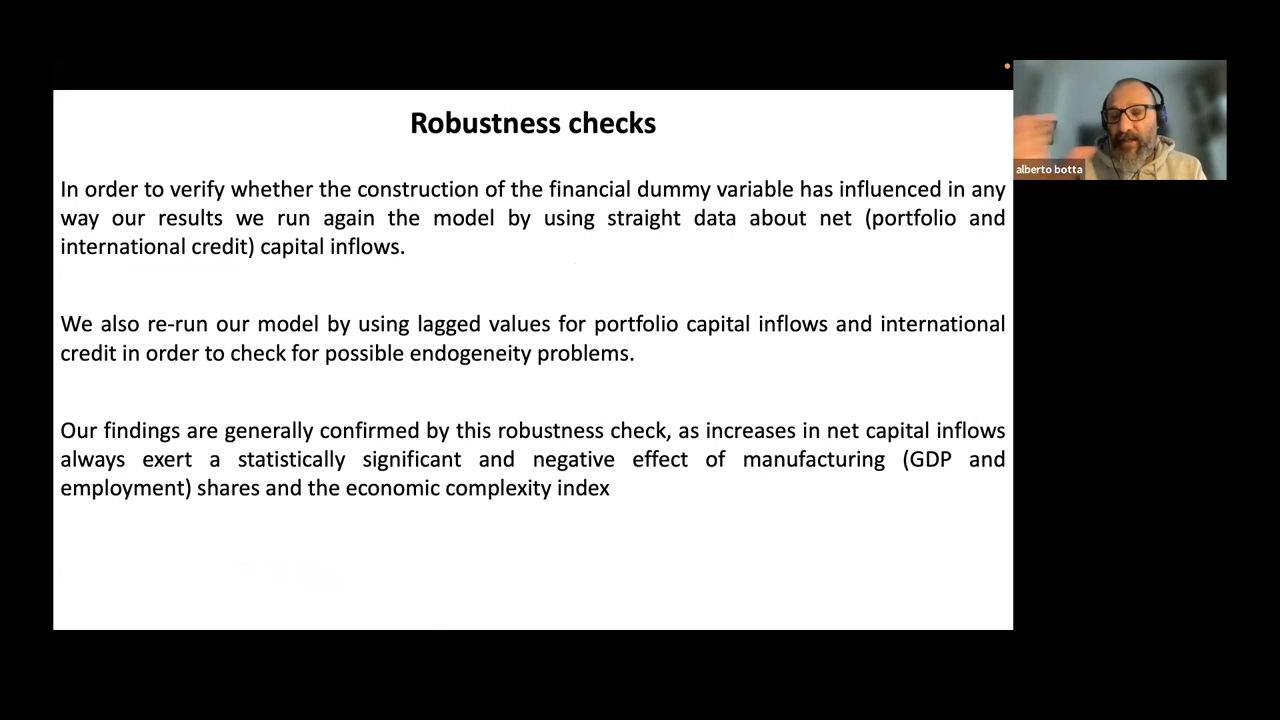 Robustness checks
In order to verify whether the construction of the financial dummy variable has influenced in any
way our results we run again the model by using straight data about net (portfolio and
international credit) capital inflows.
We also re-run our model by using lagged values for portfolio capital inflows and international
credit in order to check for possible endogeneity problems.
Our findings are generally confirmed by this robustness check, as increases in net capital inflows
always exert a statistically significant and negative effect of manufacturing (GDP and
employment) shares and the economic complexity index
alberto botta